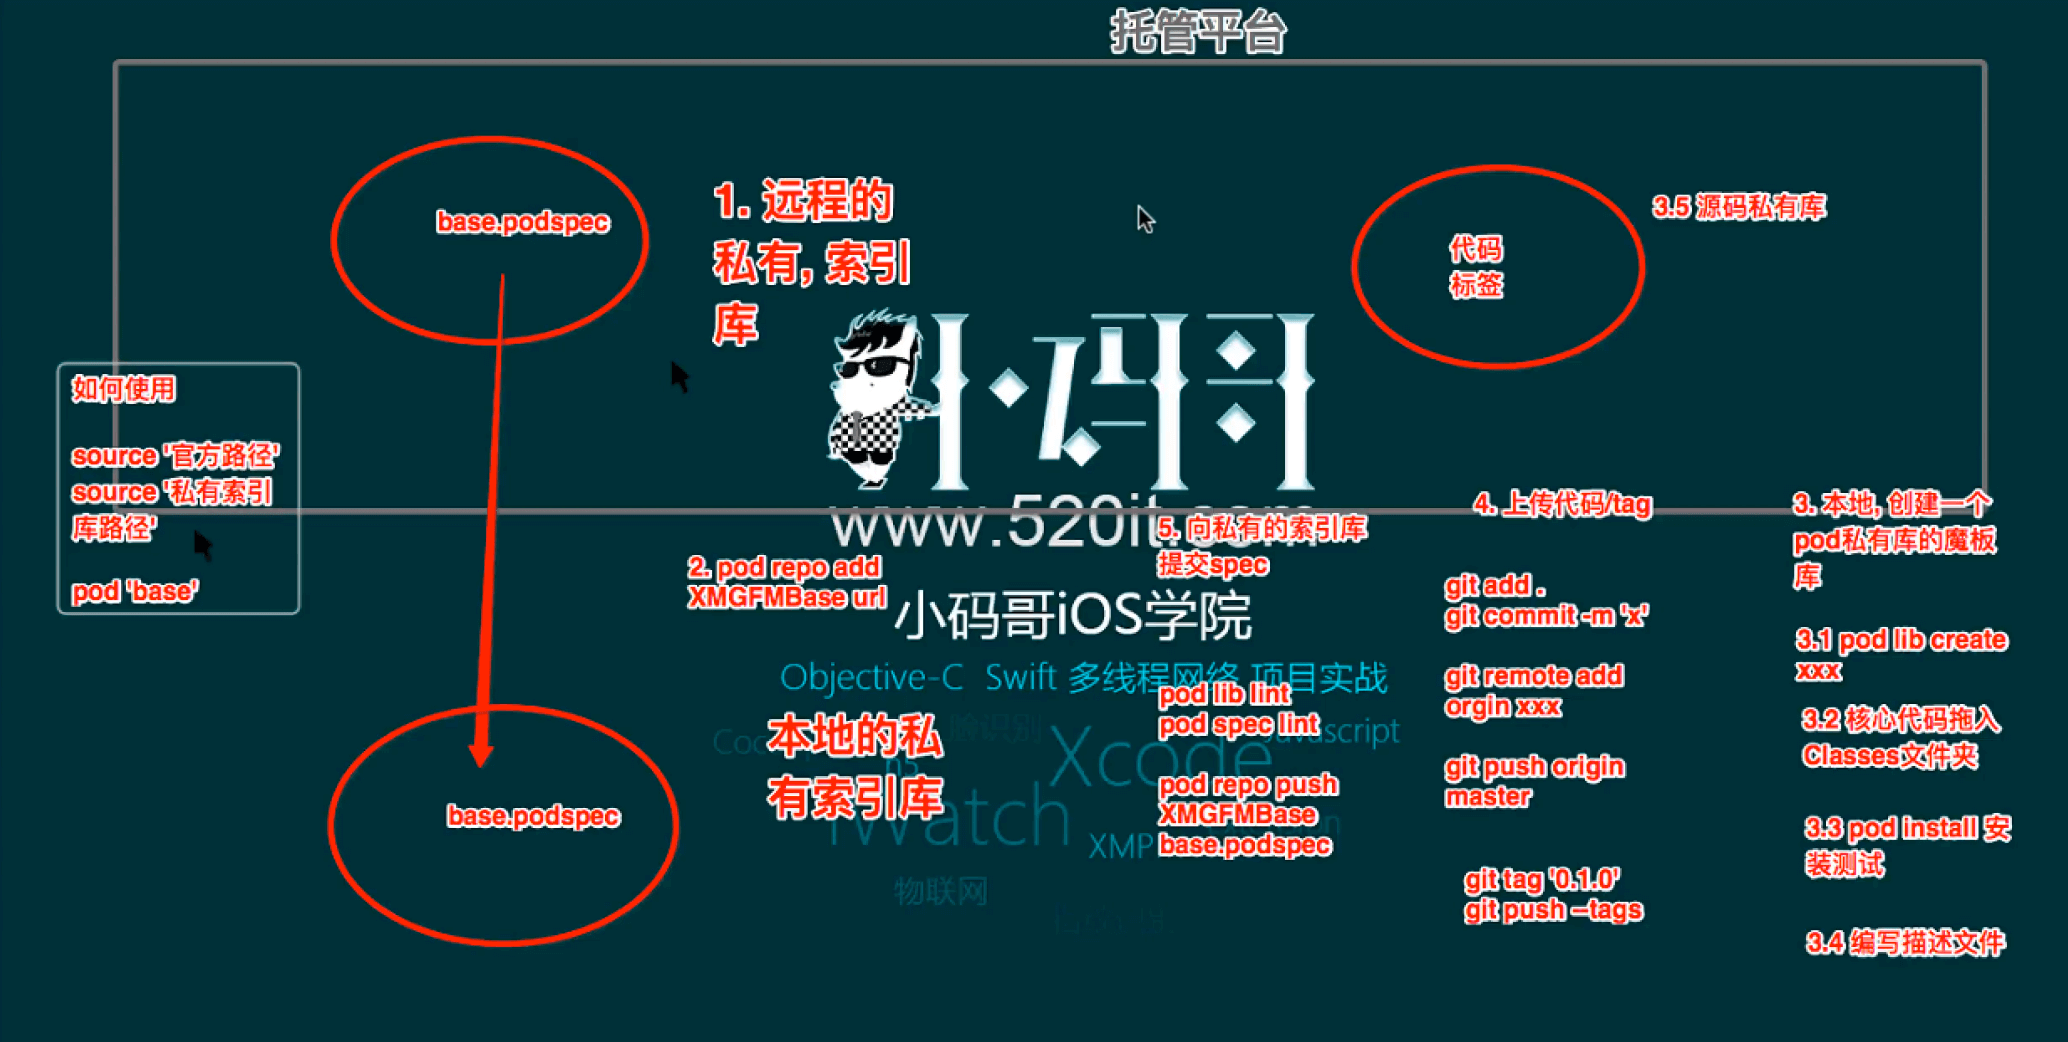 托管平台
base.podspec
1. 远程的
私有, 索引
库
代码
标签
3.5 源码私有库
小码哥
www.520it.com
小码哥iOS学院
Objective-C Swift 多线程网络 项目实战
Xcode
iWatch
XMP
物联网
h5
如何使用
source '官方路径'
source '私有索引
库路径'
pod 'base'
2. pod repo add
XMGFMBase url
本地的私
有索引库
base.podspec
5. 向私有的索引库
提交spec
pod lib lint
pod spec lint
pod repo push
XMGFMBase
base.podspec
4. 上传代码/tag
git add .
git commit -m 'x'
git remote add
orgin xxx
git push origin
master
git tag '0.1.0'
git push —tags
3. 本地, 创建一个
pod私有库的魔板
库
3.1 pod lib create
xxx
3.2 核心代码拖入
Classes文件夹
3.3 pod install 安
装测试
3.4 编写描述文件